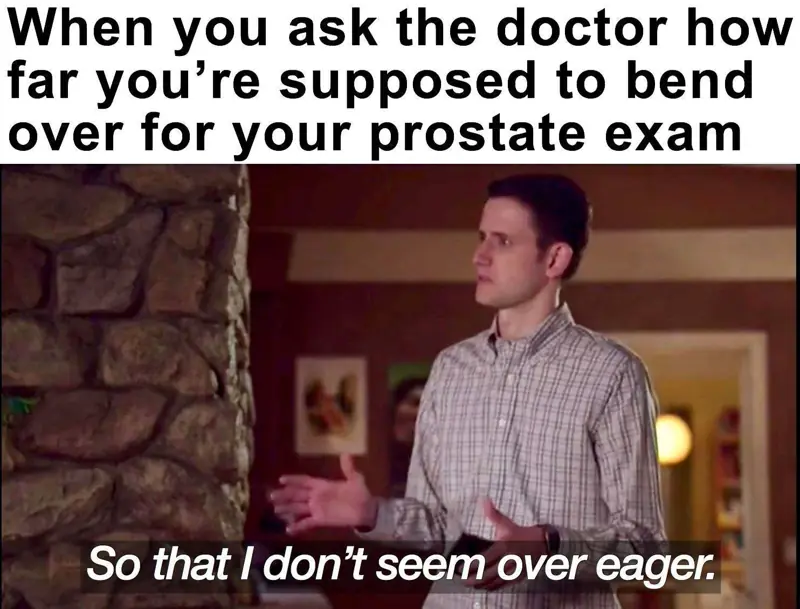 When you ask the doctor how
far you’re supposed to bend
over for your prostate exam
So that I don’t seem over eager.